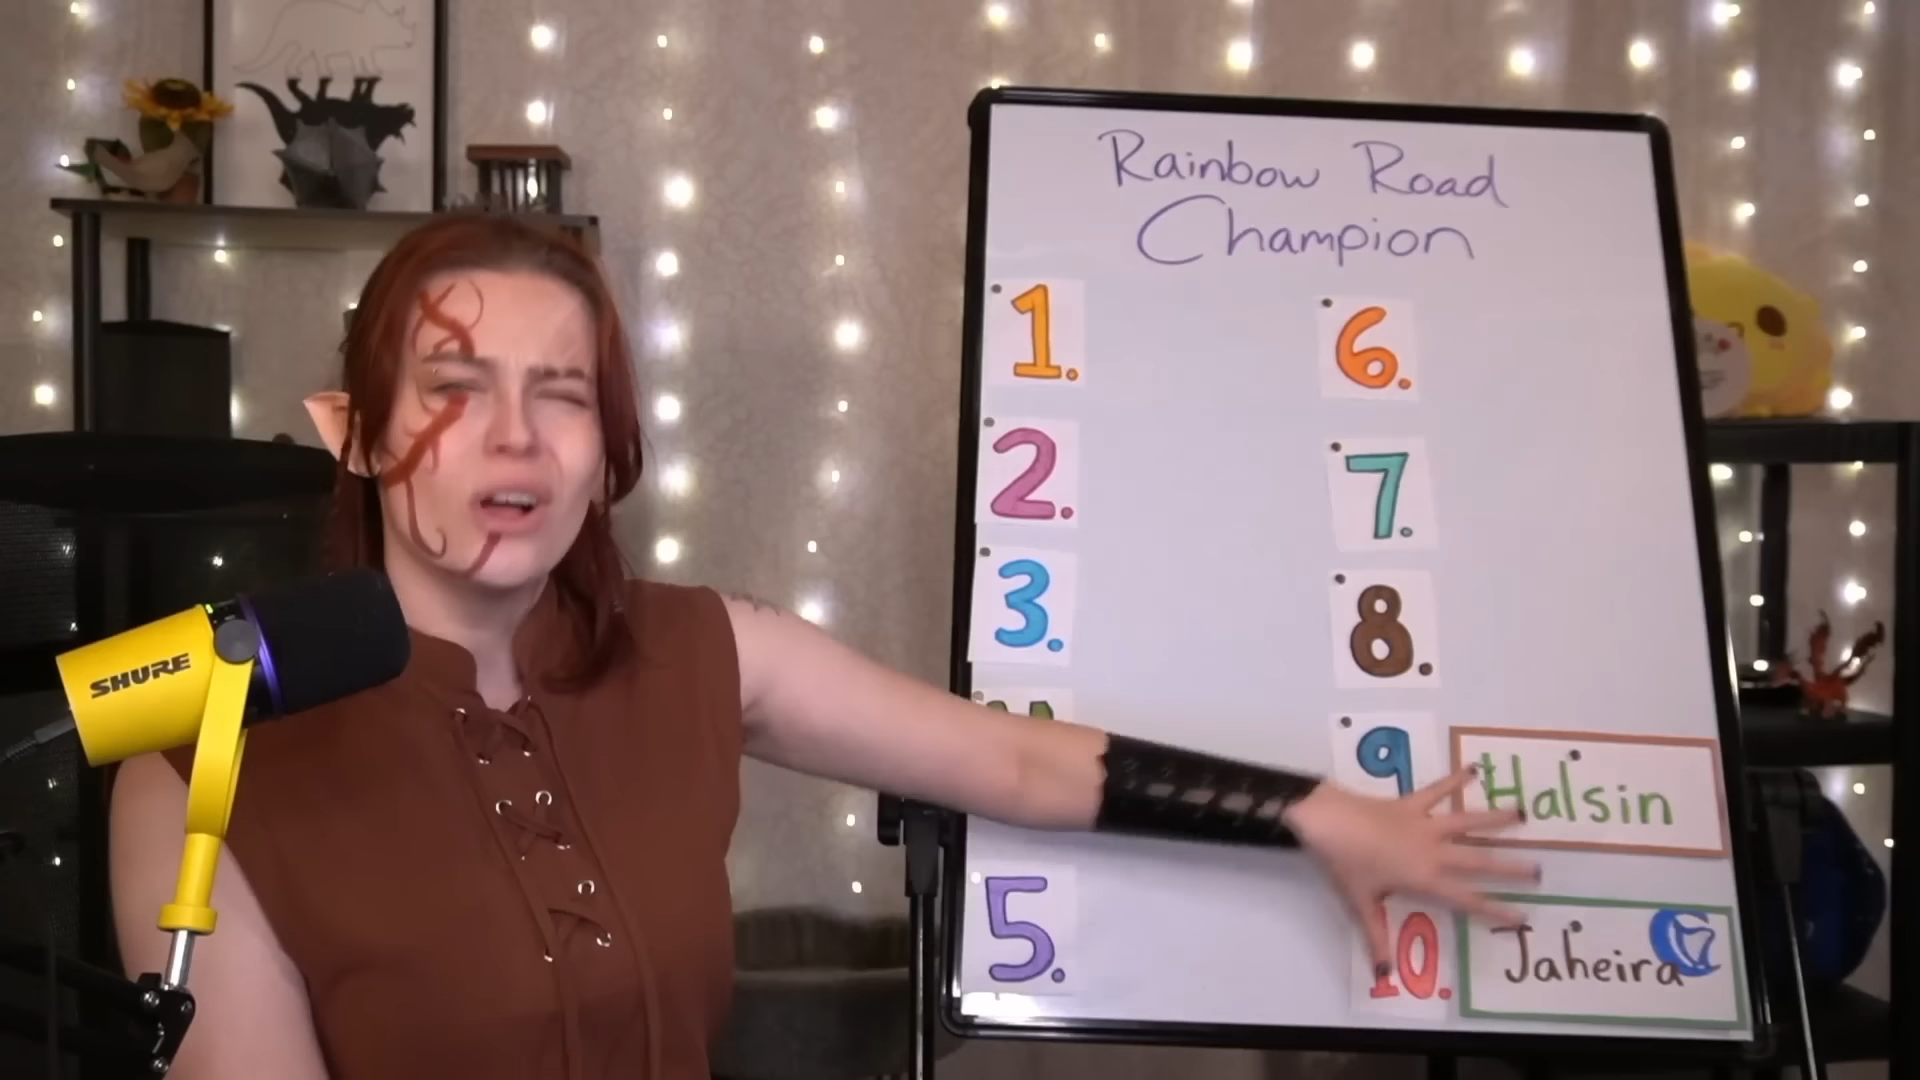 Rainbow Road
Champion
1.
2.
3.
5.
6.
7.
8.
9
Halsin
10.
Jaheira
SHURE